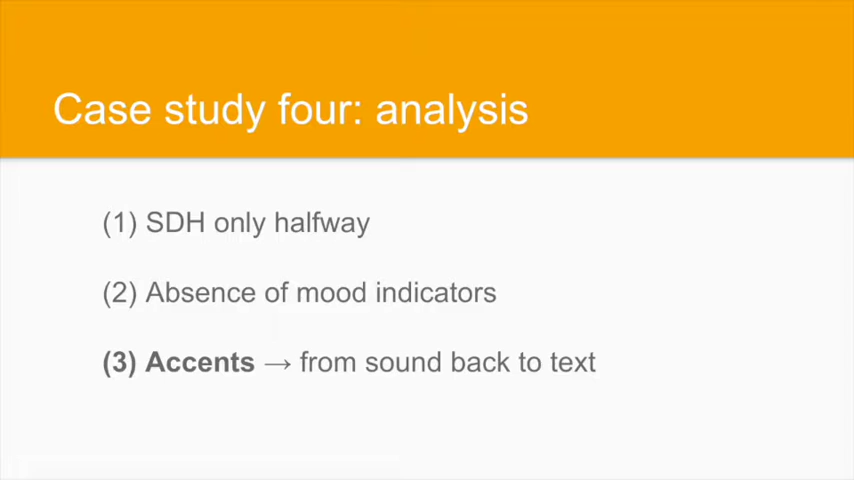 Case study four: analysis
(1) SDH only halfway
(2) Absence of mood indicators
(3) Accents → from sound back to text